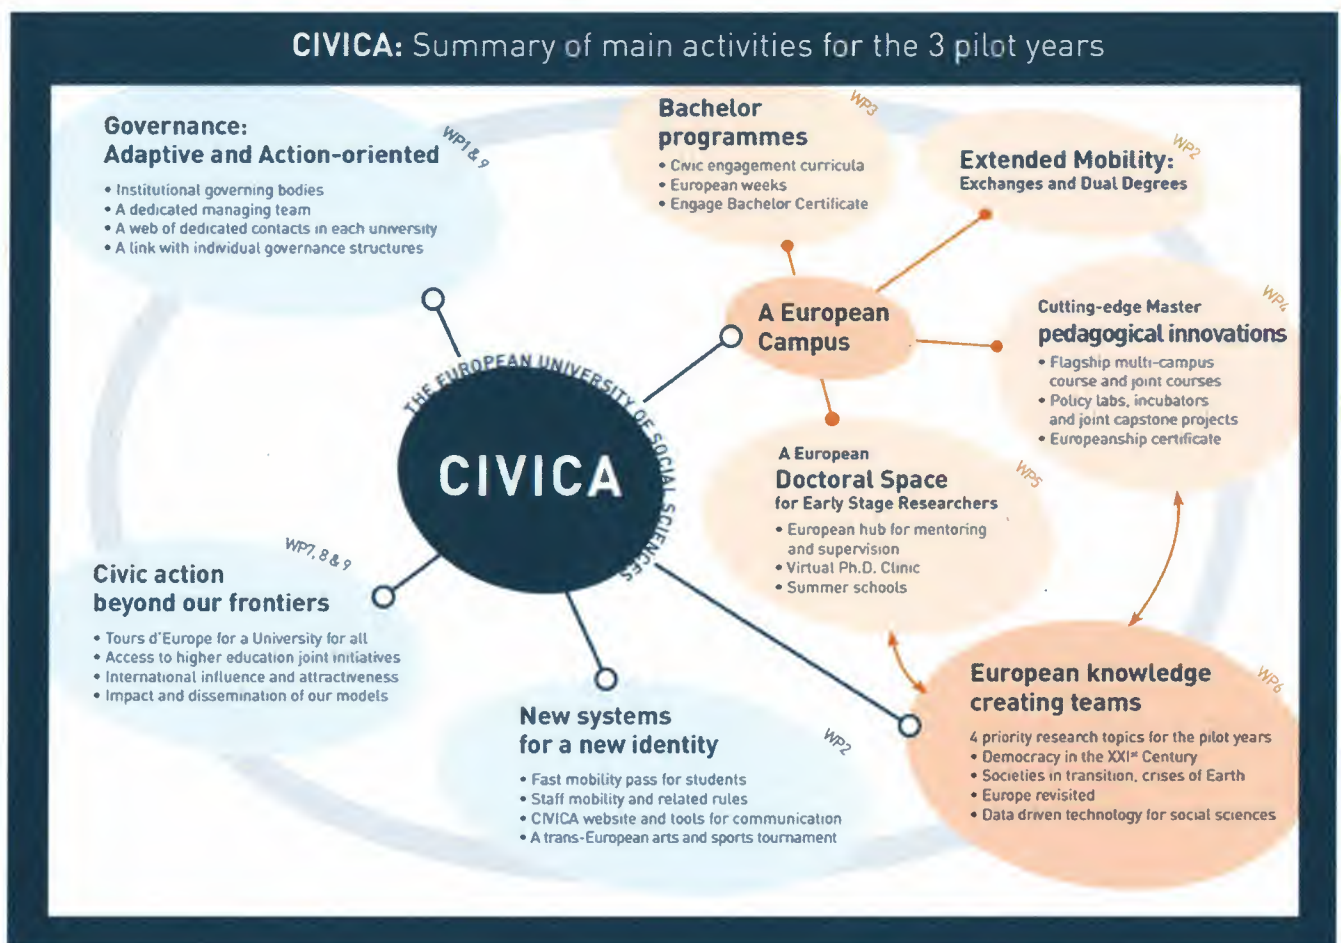 CIVICA: Summary of main activities for the 3 pilot years
Governance:
Adaptive and Action-oriented
WP1 & 9
• Institutional governing bodies
• A dedicated managing team
• A web of dedicated contacts in each university
• A link with individual governance structures
Bachelor
programmes
WP3
• Civic engagement curricula
• European weeks
• Engage Bachelor Certificate
Extended Mobility:
Exchanges and Dual Degrees
WP2
A European
Campus
Cutting-edge Master
pedagogical innovations
WP4
• Flagship multi-campus
course and joint courses
• Policy labs, incubators
and joint capstone projects
• Europeanship certificate
THE EUROPEAN UNIVERSITY OF SOCIAL SCIENCES
CIVICA
A European
Doctoral Space
for Early Stage Researchers
WP5
• European hub for mentoring
and supervision
• Virtual Ph.D. Clinic
• Summer schools
WP7, 8 & 9
Civic action
beyond our frontiers
• Tours d'Europe for a University for all
• Access to higher education joint initiatives
• International influence and attractiveness
• Impact and dissemination of our models
New systems
for a new identity
WP2
• Fast mobility pass for students
• Staff mobility and related rules
• CIVICA website and tools for communication
• A trans-European arts and sports tournament
European knowledge
creating teams
WP6
4 priority research topics for the pilot years
• Democracy in the XXIst Century
• Societies in transition, crises of Earth
• Europe revisited
• Data driven technology for social sciences